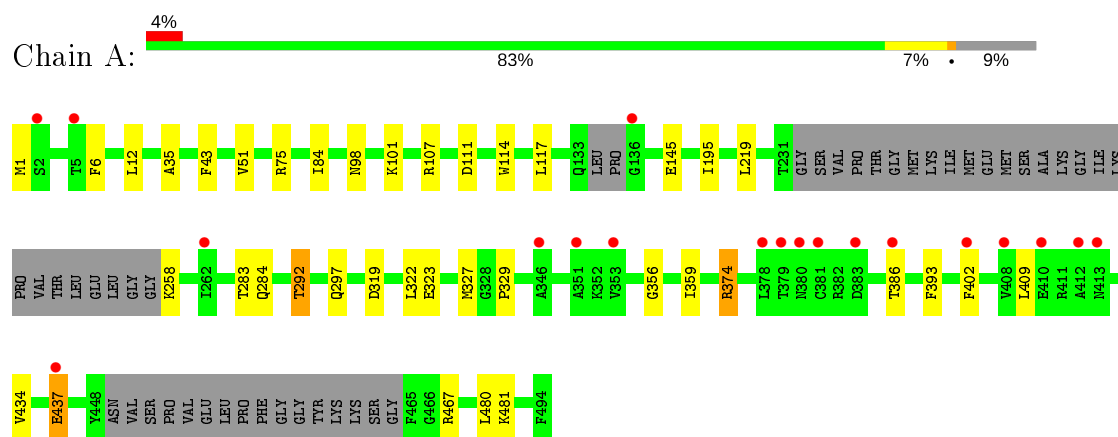 4%
Chain A:
83% 7% • 9%
M1 S2 T5 F6 L12 A35 F43 V51 R75 I84 N98 K101 R107 D111 W114 L117 Q133 LEU PRO G136 E145 I195 L219 T231 GLY SER VAL PRO THR GLY MET LYS ILE MET GLU MET SER ALA LYS GLY ILE LYS
PRO VAL THR LEU GLU LEU GLY GLY K258 I262 T283 Q284 T292 Q297 D319 L322 E323 M327 G328 P329 A346 A351 K352 V353 G356 I359 R374 L378 T379 N380 C381 R382 D383 T386 F393 F402 V408 L409 E410 R411 A412 N413
V434 E437 Y448 ASN VAL SER PRO VAL GLU LEU PRO PHE GLY GLY TYR LYS LYS SER GLY F465 G466 R467 L480 K481 F494